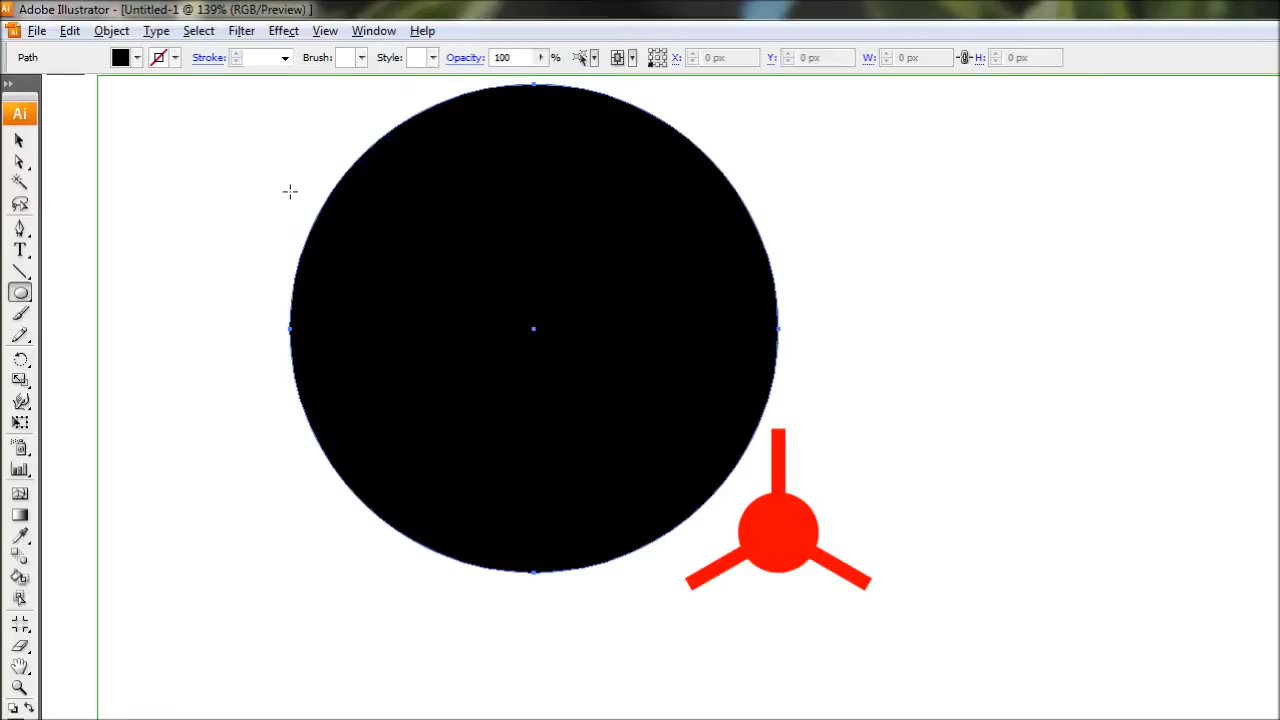 Adobe Illustrator - [Untitled-1 @ 139% (RGB/Preview) ]
File Edit Object Type Select Filter Effect View Window Help
Path Stroke: Brush: Style: Opacity: 100 % X: 0 px Y: 0 px W: 0 px H: 0 px
Ai
T